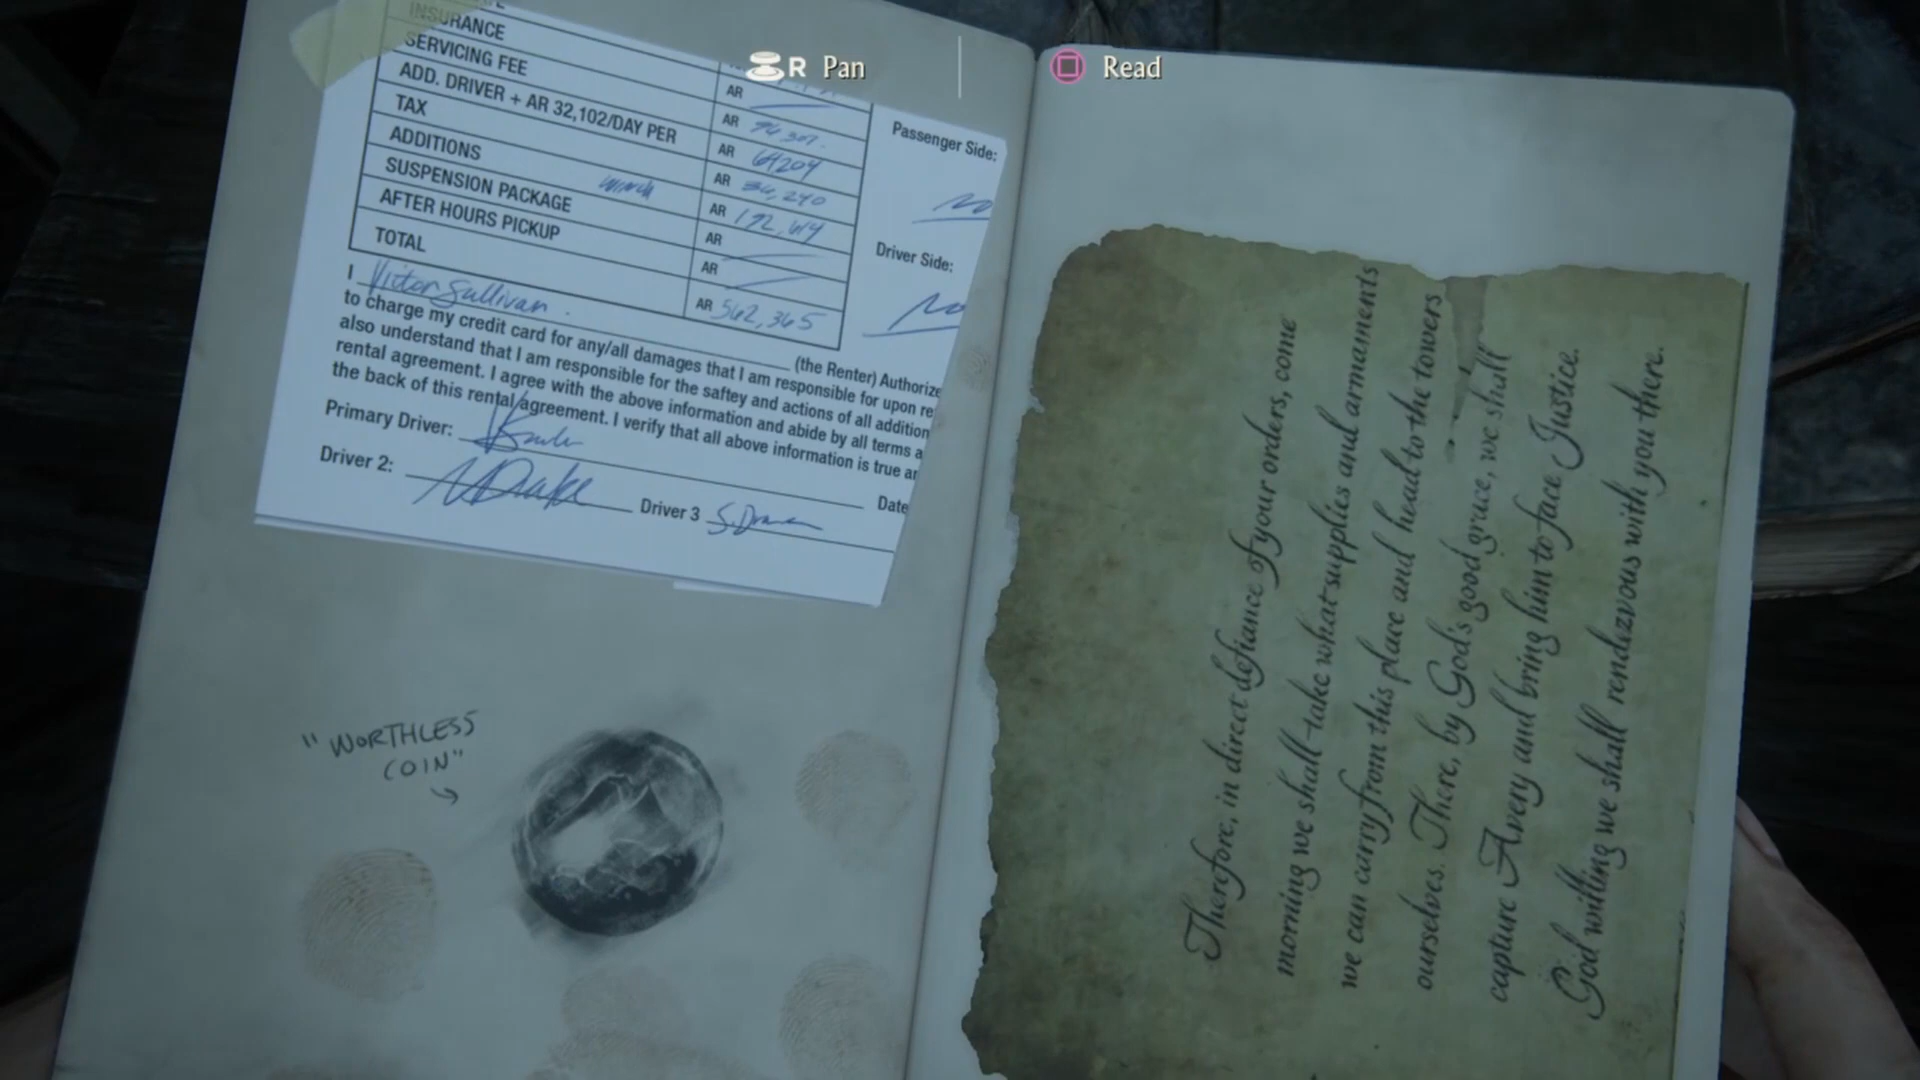 R Pan
Read
INSURANCE
SERVICING FEE AR
ADD. DRIVER + AR 32,102/DAY PER AR
TAX AR 64204
ADDITIONS AR
SUSPENSION PACKAGE winch AR 192,614
AFTER HOURS PICKUP AR
AR
TOTAL AR 562,365
Passenger Side:
Driver Side:
I Victor Sullivan. (the Renter) Authorize
to charge my credit card for any/all damages that I am responsible for upon re
also understand that I am responsible for the saftey and actions of all addition
rental agreement. I agree with the above information and abide by all terms a
the back of this rental agreement. I verify that all above information is true an
Primary Driver:
Date
Driver 2: N Drake Driver 3
"WORTHLESS
COIN"
Therefore, in direct defiance of your orders, come
morning we shall take what supplies and armaments
we can carry from this place and head to the towers
ourselves. There, by God's good grace, we shall
capture Avery and bring him to face Justice.
God willing we shall rendezvous with you there.